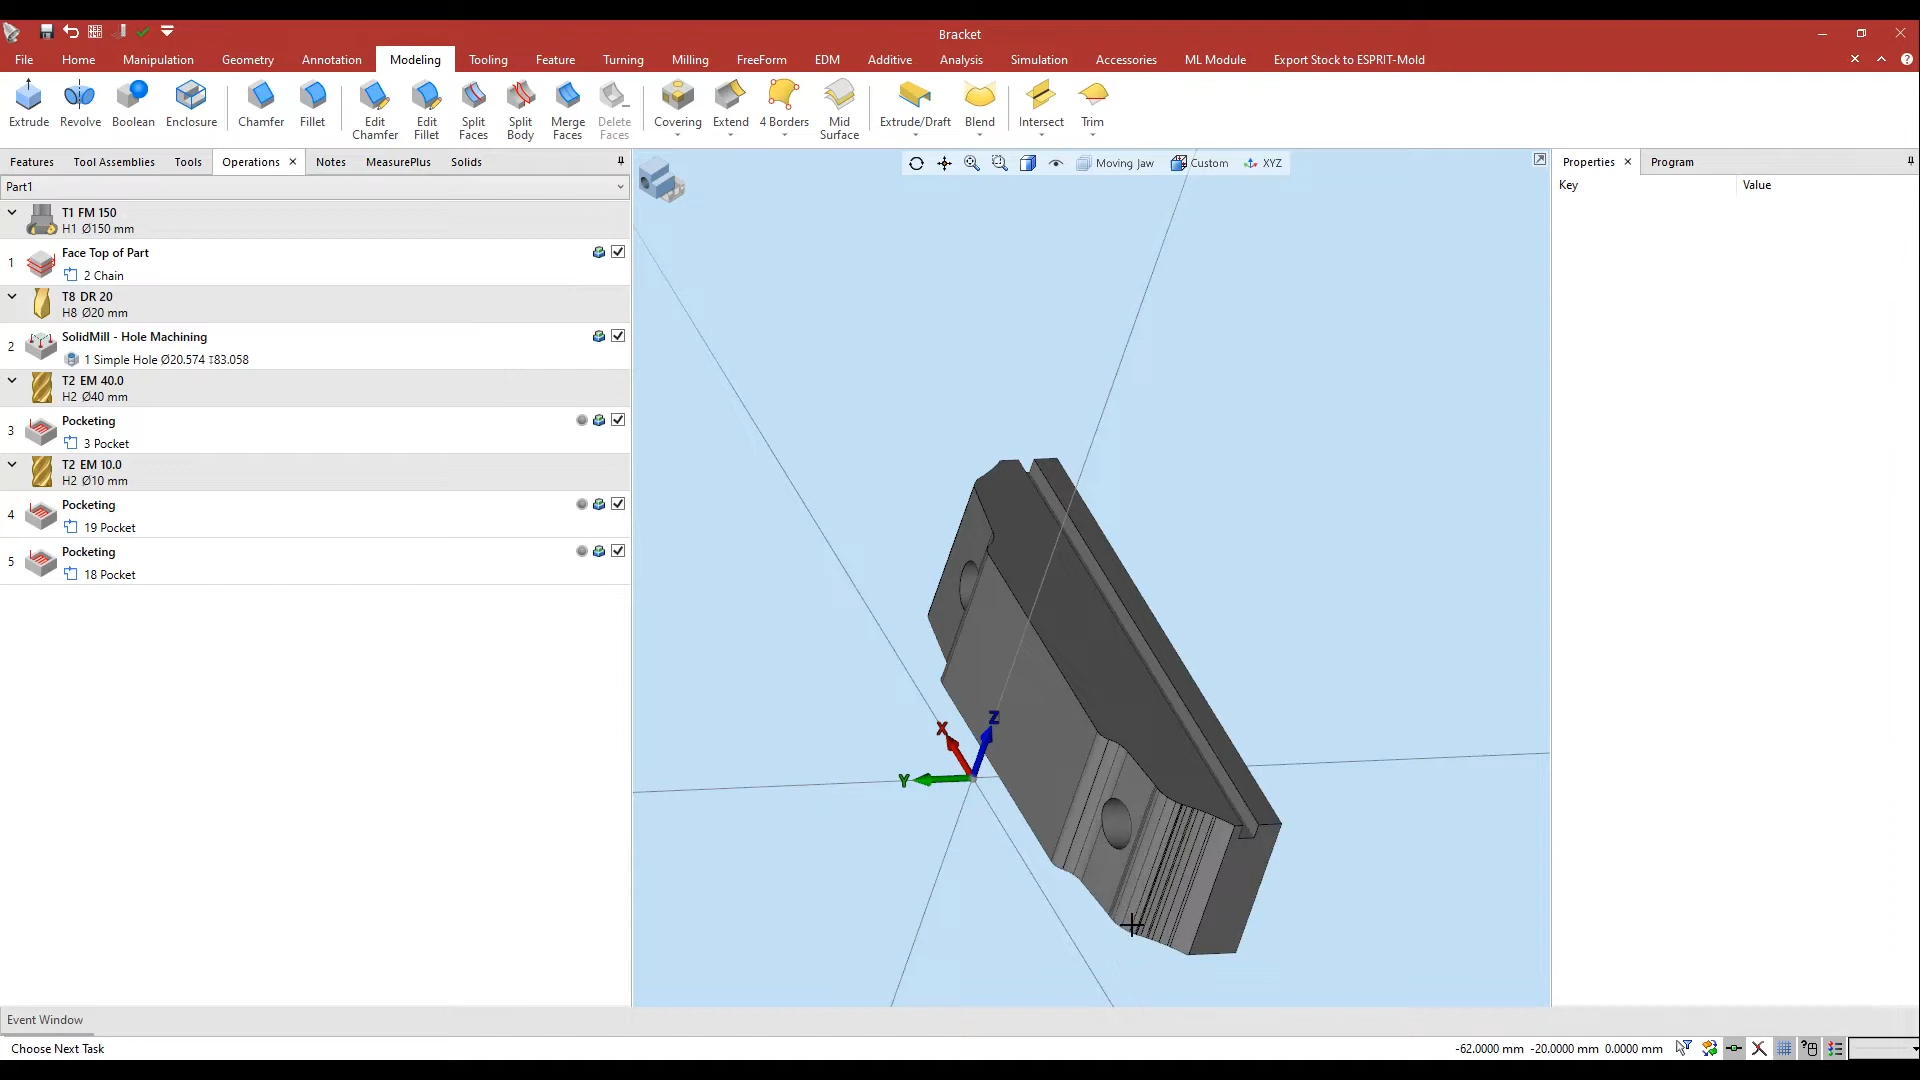 Bracket
File Home Manipulation Geometry Annotation Modeling Tooling Feature Turning Milling FreeForm EDM Additive Analysis Simulation Accessories ML Module Export Stock to ESPRIT-Mold
Extrude Revolve Boolean Enclosure Chamfer Fillet Edit Chamfer Edit Fillet Split Faces Split Body Merge Faces Delete Faces Covering Extend 4 Borders Mid Surface Extrude/Draft Blend Intersect Trim
Features Tool Assemblies Tools Operations Notes MeasurePlus Solids
Moving Jaw Custom XYZ
Properties Program
Key Value
Part1
T1 FM 150
H1 Ø150 mm
1 Face Top of Part
2 Chain
T8 DR 20
H8 Ø20 mm
2 SolidMill - Hole Machining
1 Simple Hole Ø20.574 ↧83.058
T2 EM 40.0
H2 Ø40 mm
3 Pocketing
3 Pocket
T2 EM 10.0
H2 Ø10 mm
4 Pocketing
19 Pocket
5 Pocketing
18 Pocket
X Z
Y
Event Window
Choose Next Task
-62.0000 mm -20.0000 mm 0.0000 mm